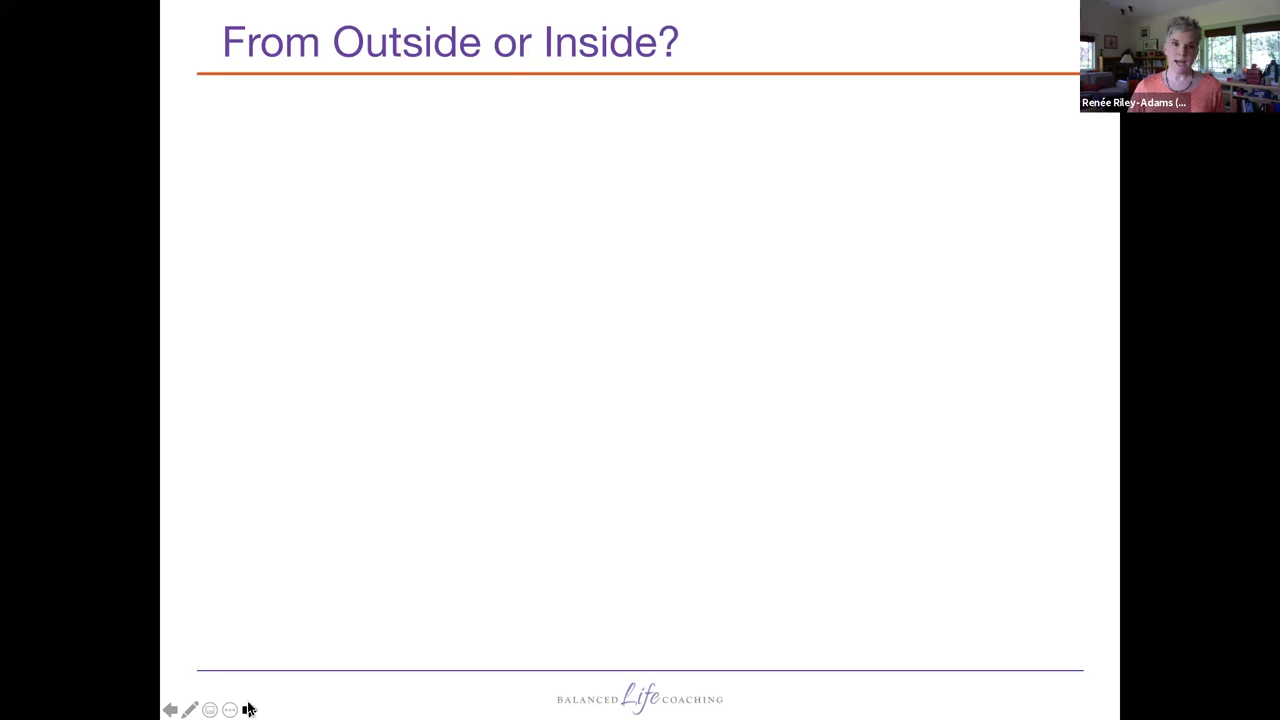 From Outside or Inside?
Renée Riley-Adams (...
BALANCED Life COACHING